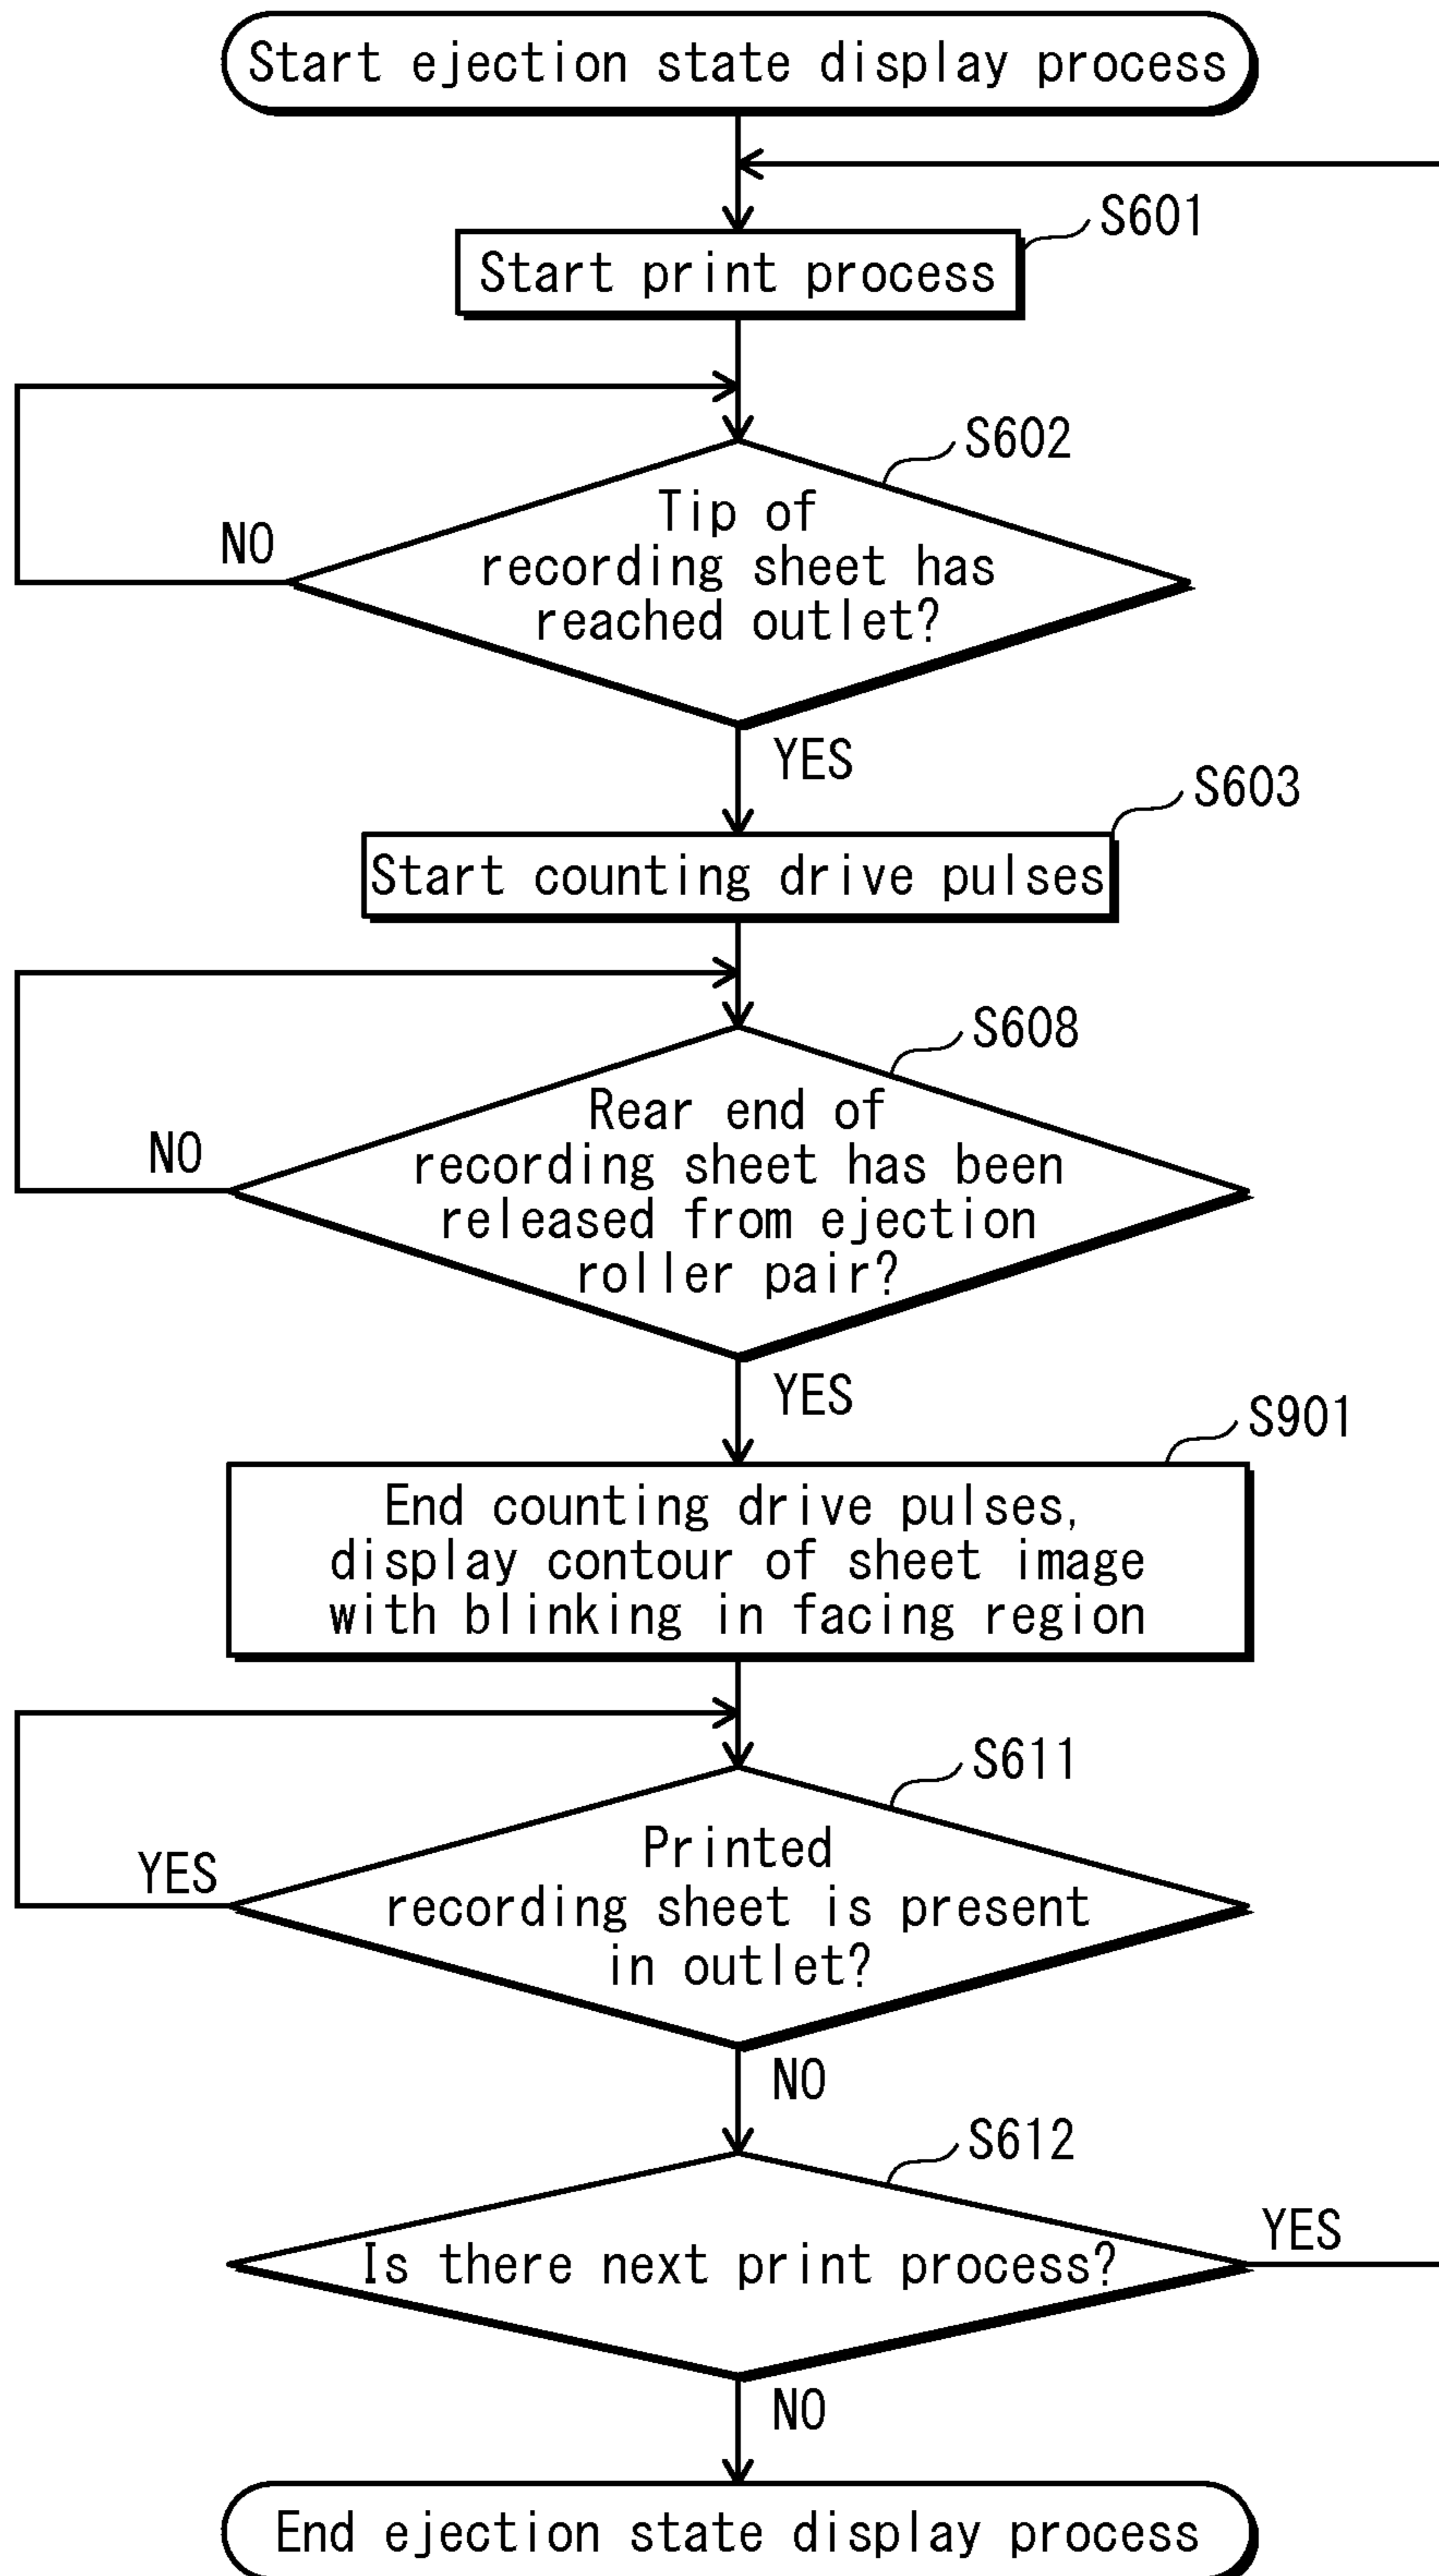 Start ejection state display process
S601
Start print process
S602
Tip of
recording sheet has
reached outlet?
NO
YES
S603
Start counting drive pulses
S608
Rear end of
recording sheet has been
released from ejection
roller pair?
NO
YES
S901
End counting drive pulses,
display contour of sheet image
with blinking in facing region
S611
Printed
recording sheet is present
in outlet?
YES
NO
S612
Is there next print process?
YES
NO
End ejection state display process